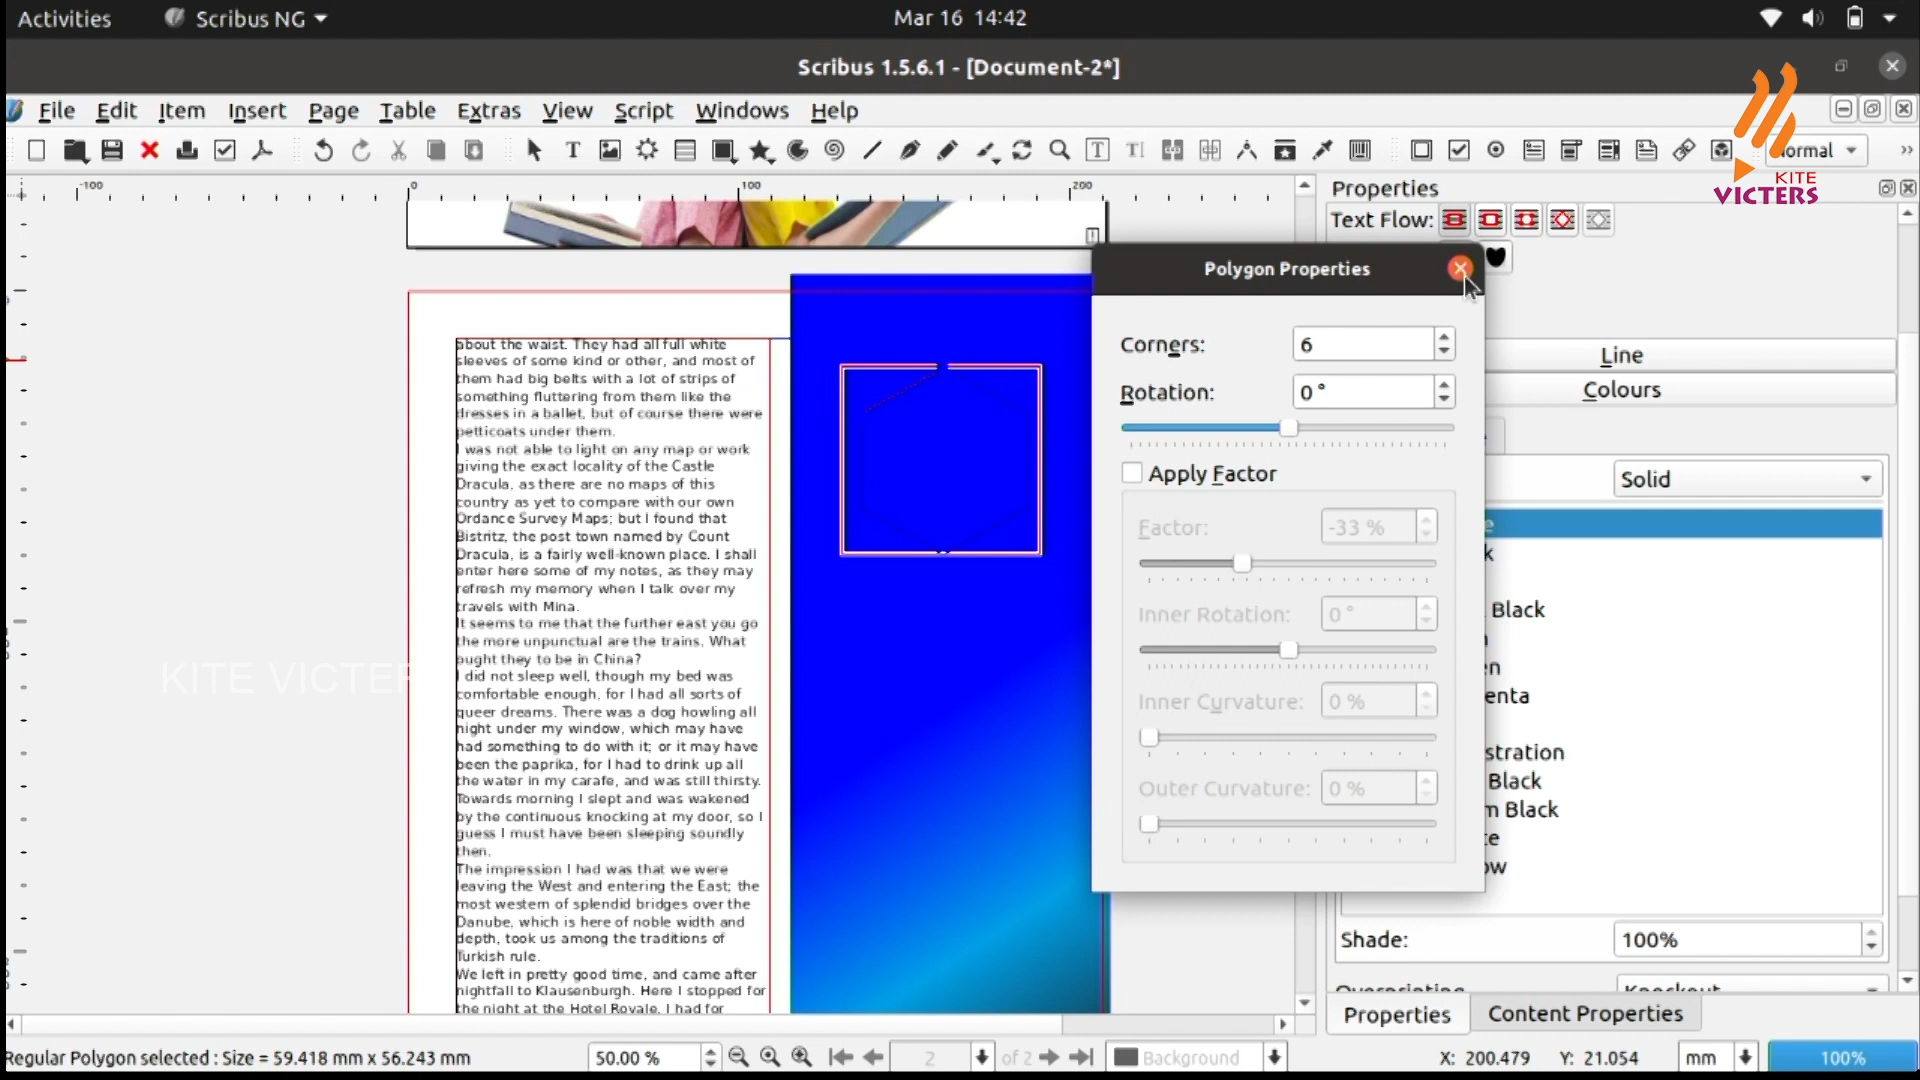 Activities Scribus NG Mar 16 14:42
Scribus 1.5.6.1 - [Document-2*]
File Edit Item Insert Page Table Extras View Windows Help
Normal
KITE
VICTERS
-100 0 100 200
Properties
Text Flow:
Polygon Properties
Corners: 6
Rotation: 0 °
Apply Factor
Factor: -33 %
Inner Rotation: 0 °
Inner Curvature: 0 %
Outer Curvature: 0 %
Line
Colours
Solid
Black
enta
stration
Black
m Black
Shade: 100%
Overprinting Knockout
Properties Content Properties
about the waist. They had all full white
sleeves of some kind or other, and most of
them had big belts with a lot of strips of
something fluttering from them like the
dresses in a ballet, but of course there were
petticoats under them.
I was not able to light on any map or work
giving the exact locality of the Castle
Dracula, as there are no maps of this
country as yet to compare with our own
Ordance Survey Maps; but I found that
Bistritz, the post town named by Count
Dracula, is a fairly well-known place. I shall
enter here some of my notes, as they may
refresh my memory when I talk over my
travels with Mina.
It seems to me that the further east you go
the more unpunctual are the trains. What
ought they to be in China?
I did not sleep well, though my bed was
comfortable enough, for I had all sorts of
queer dreams. There was a dog howling all
night under my window, which may have
had something to do with it; or it may have
been the paprika, for I had to drink up all
the water in my carafe, and was still thirsty.
Towards morning I slept and was wakened
by the continuous knocking at my door, so I
guess I must have been sleeping soundly
then.
The impression I had was that we were
leaving the West and entering the East; the
most western of splendid bridges over the
Danube, which is here of noble width and
depth, took us among the traditions of
Turkish rule.
We left in pretty good time, and came after
nightfall to Klausenburgh. Here I stopped for
the night at the Hotel Royale. I had for
KITE VICTER
Regular Polygon selected : Size = 59.418 mm x 56.243 mm 50.00 % 2 of 2 Background X: 200.479 Y: 21.054 mm 100%